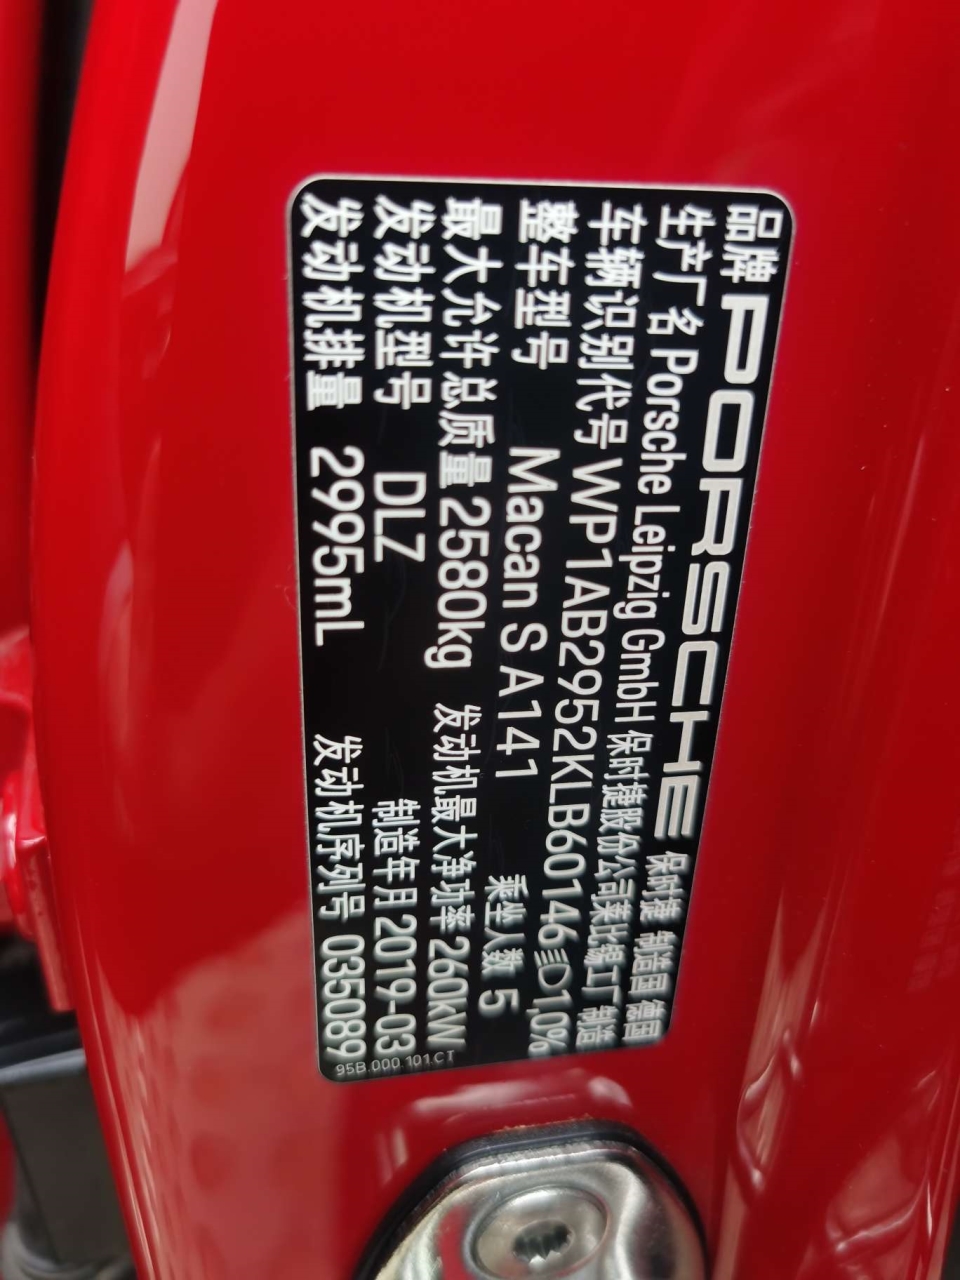 品牌 PORSCHE 保时捷 制造国 德国
生产厂名 Porsche Leipzig GmbH 保时捷股份公司莱比锡工厂 制造
车辆识别代号 WP1AB2952KLB60146 1,0%
整车型号 Macan S A141 乘坐人数 5
最大允许总质量 2580kg 发动机最大净功率 260KW
发动机型号 DLZ 制造年月 2019-03
发动机排量 2995mL 发动机序列号 035089
95B.000.101.CT